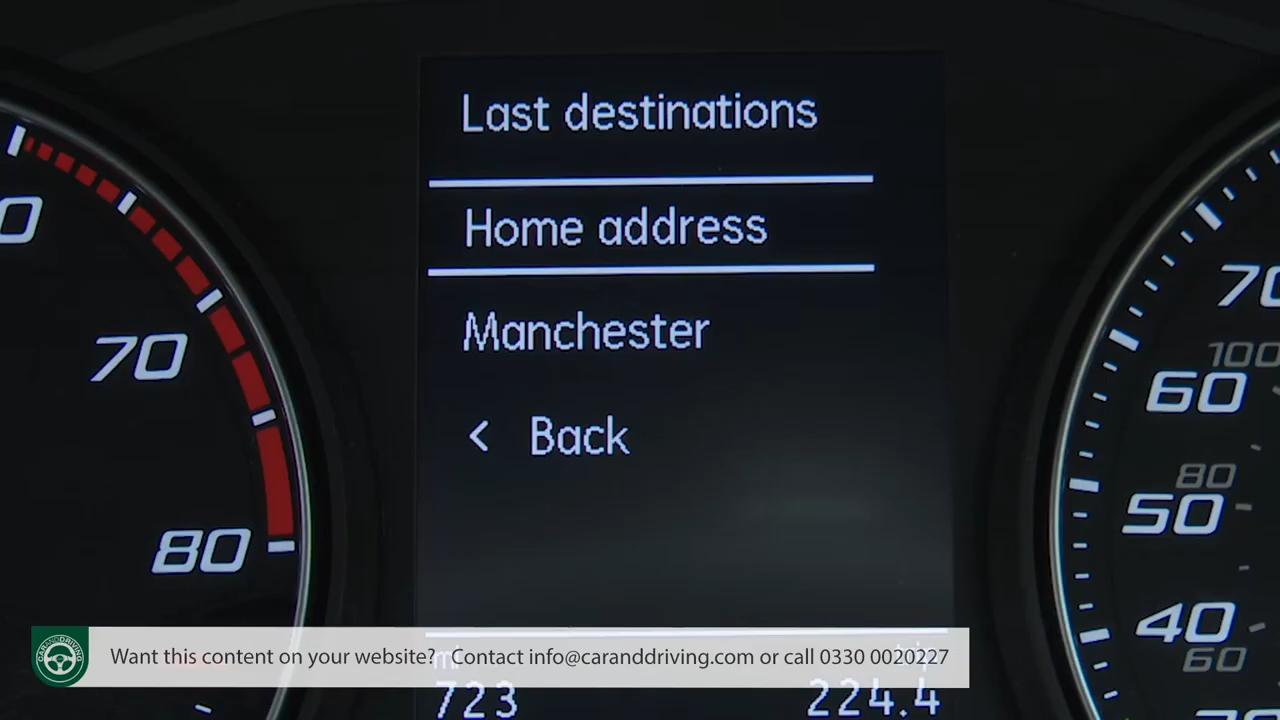 Last destinations
Home address
Manchester
< Back
70
80
70
100
60
80
50
40
60
CARANDDRIVING
Want this content on your website? Contact info@caranddriving.com or call 0330 0020227
723
224.4